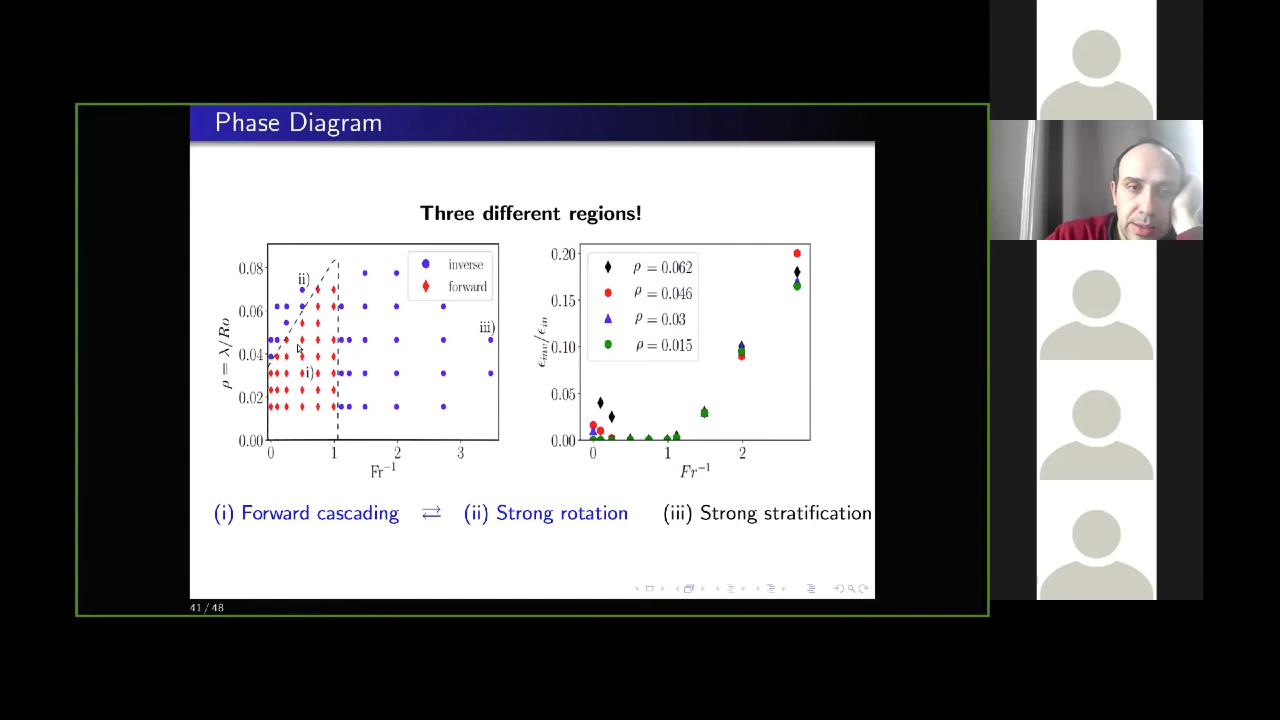 Phase Diagram
Three different regions!
0.08
0.06
0.04
0.02
0.00
ρ = λ/Ro
ii)
i)
iii)
inverse
forward
0 1 2 3
Fr⁻¹
0.20
0.15
0.10
0.05
0.00
ϵinv/ϵin
ρ = 0.062
ρ = 0.046
ρ = 0.03
ρ = 0.015
0 1 2
Fr⁻¹
(i) Forward cascading ⇄ (ii) Strong rotation (iii) Strong stratification
41 / 48